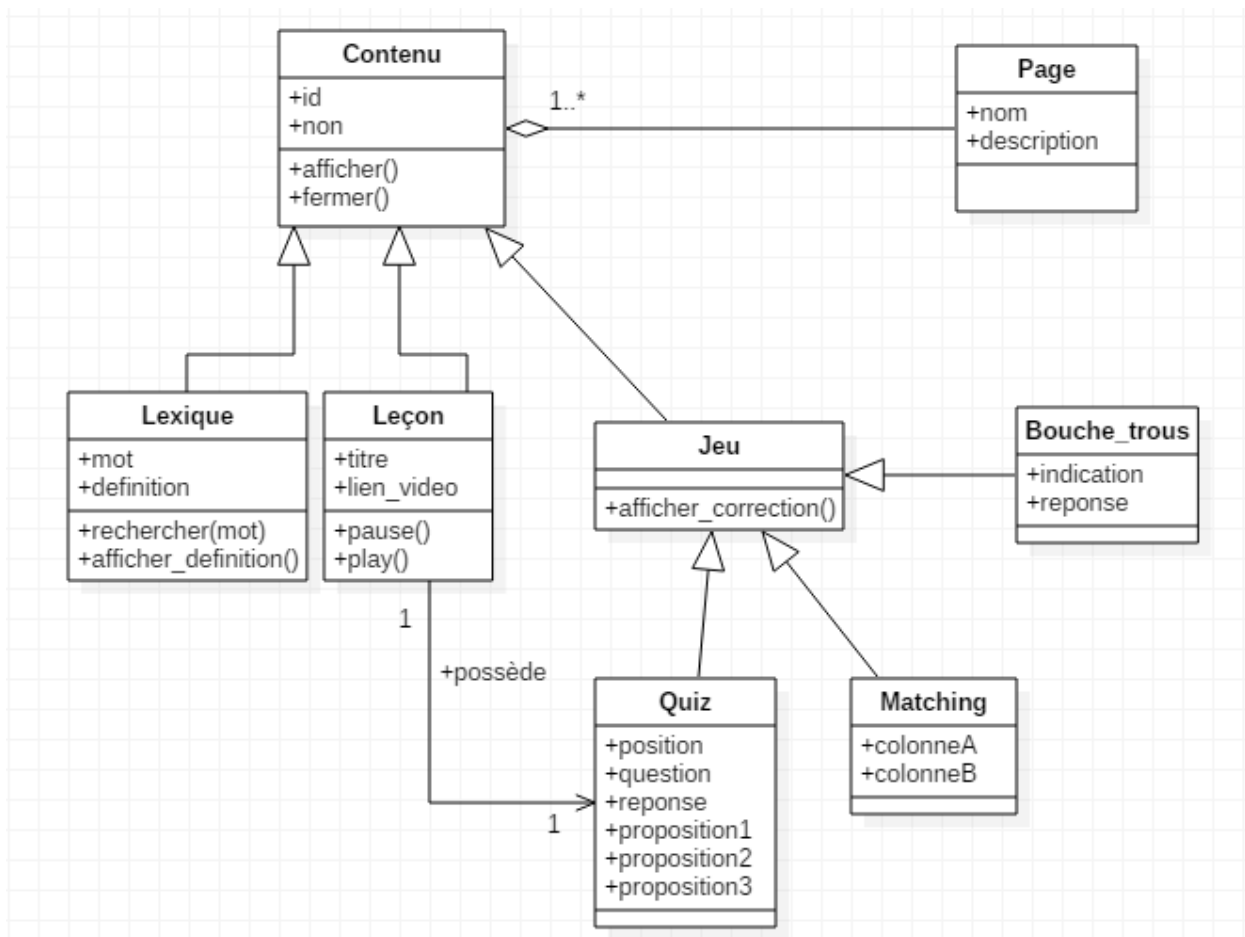 Contenu
+id
+non
+afficher()
+fermer()
1..*
Page
+nom
+description
Lexique
+mot
+definition
+rechercher(mot)
+afficher_definition()
Leçon
+titre
+lien_video
+pause()
+play()
Jeu
+afficher_correction()
Bouche_trous
+indication
+reponse
1
+possède
1
Quiz
+position
+question
+reponse
+proposition1
+proposition2
+proposition3
Matching
+colonneA
+colonneB